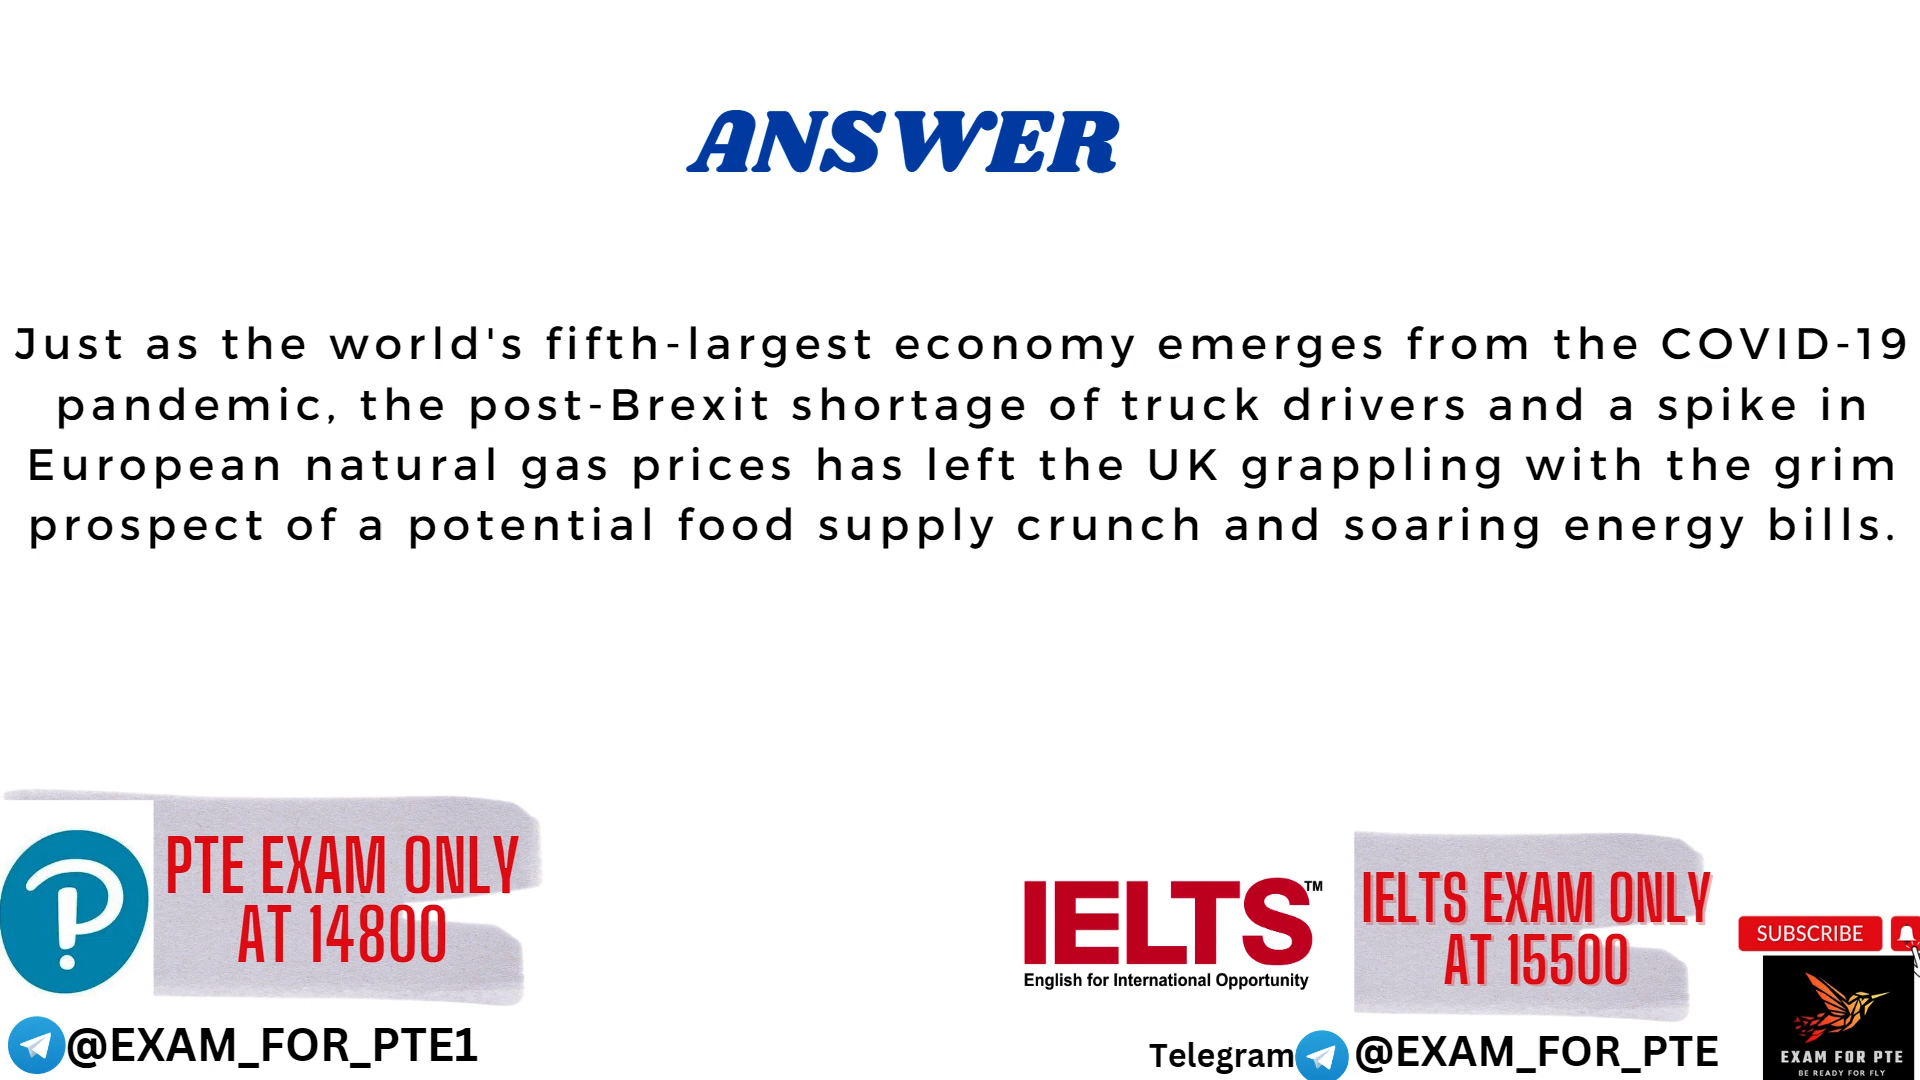 ANSWER
Just as the world's fifth-largest economy emerges from the COVID-19
pandemic, the post-Brexit shortage of truck drivers and a spike in
European natural gas prices has left the UK grappling with the grim
prospect of a potential food supply crunch and soaring energy bills.
PTE EXAM ONLY
AT 14800
@EXAM_FOR_PTE1
IELTS™
English for International Opportunity
IELTS EXAM ONLY
AT 15500
Telegram @EXAM_FOR_PTE
SUBSCRIBE
EXAM FOR PTE
BE READY FOR FLY